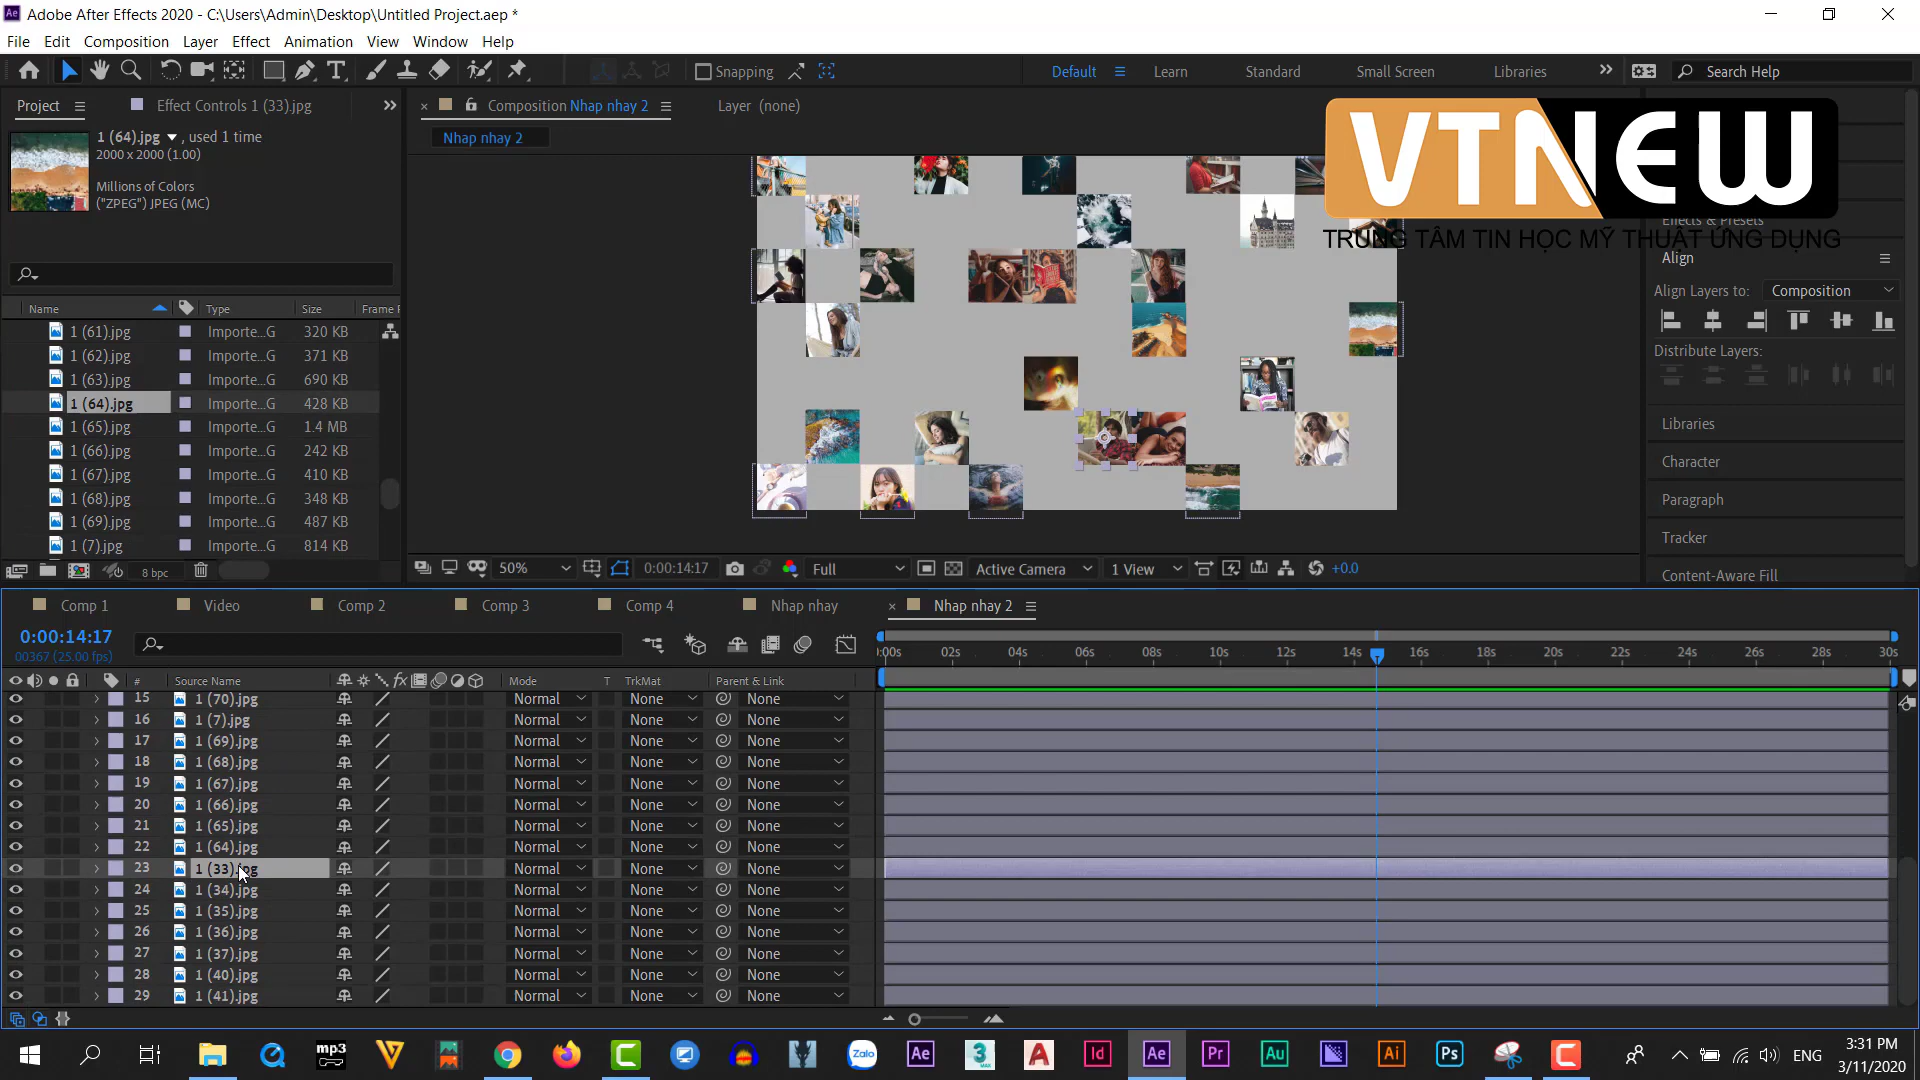 Adobe After Effects 2020 - C:\Users\Admin\Desktop\Untitled Project.aep *
File Edit Composition Layer Effect Animation View Window Help
Snapping
Default Learn Standard Small Screen Libraries
Search Help
Project
Effect Controls 1 (33).jpg
Composition Nhap nhay 2
Layer (none)
1 (64).jpg , used 1 time
2000 x 2000 (1.00)
Millions of Colors
("ZPEG") JPEG (MC)
Nhap nhay 2
VTNEW
TRUNG TÂM TIN HỌC MỸ THUẬT ỨNG DỤNG
Effects & Presets
Align
Align Layers to: Composition
Distribute Layers:
Libraries
Character
Paragraph
Tracker
Content-Aware Fill
Name Type Size Frame R
1 (61).jpg Importe...G 320 KB
1 (62).jpg Importe...G 371 KB
1 (63).jpg Importe...G 690 KB
1 (64).jpg Importe...G 428 KB
1 (65).jpg Importe...G 1.4 MB
1 (66).jpg Importe...G 242 KB
1 (67).jpg Importe...G 410 KB
1 (68).jpg Importe...G 348 KB
1 (69).jpg Importe...G 487 KB
1 (7).jpg Importe...G 814 KB
8 bpc
50% 0:00:14:17 Full Active Camera 1 View +0.0
Comp 1 Video Comp 2 Comp 3 Comp 4 Nhap nhay Nhap nhay 2
0:00:14:17
00367 (25.00 fps)
:00s 02s 04s 06s 08s 10s 12s 14s 16s 18s 20s 22s 24s 26s 28s 30s
# Source Name fx Mode T TrkMat Parent & Link
15 1 (70).jpg Normal None None
16 1 (7).jpg Normal None None
17 1 (69).jpg Normal None None
18 1 (68).jpg Normal None None
19 1 (67).jpg Normal None None
20 1 (66).jpg Normal None None
21 1 (65).jpg Normal None None
22 1 (64).jpg Normal None None
23 1 (33).jpg Normal None None
24 1 (34).jpg Normal None None
25 1 (35).jpg Normal None None
26 1 (36).jpg Normal None None
27 1 (37).jpg Normal None None
28 1 (40).jpg Normal None None
29 1 (41).jpg Normal None None
mp3 Zalo Ae 3 MAX A Id Ae Pr Au Ai Ps
ENG
3:31 PM
3/11/2020